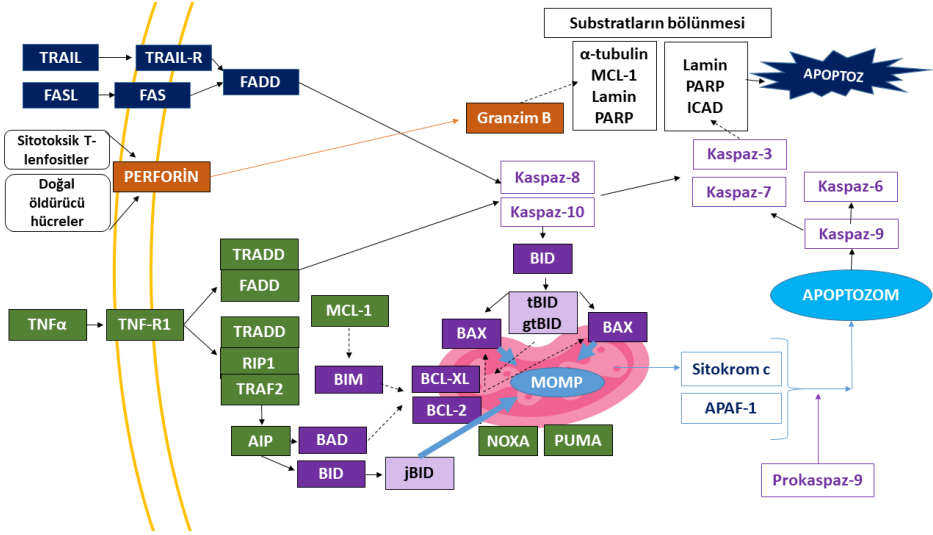 Substratların bölünmesi
TRAIL
TRAIL-R
FADD
FASL
FAS
α-tubulin
MCL-1
Lamin
PARP
Lamin
PARP
ICAD
APOPTOZ
Granzim B
Sitotoksik T-
lenfositler
PERFORİN
Doğal
öldürücü
hücreler
Kaspaz-8
Kaspaz-10
Kaspaz-3
Kaspaz-7
Kaspaz-6
Kaspaz-9
TRADD
FADD
BID
APOPTOZOM
TNFα
TNF-R1
MCL-1
tBID
gtBID
BAX
BAX
TRADD
RIP1
TRAF2
BIM
BCL-XL
BCL-2
MOMP
Sitokrom c
APAF-1
AIP
BAD
NOXA
PUMA
BID
jBID
Prokaspaz-9